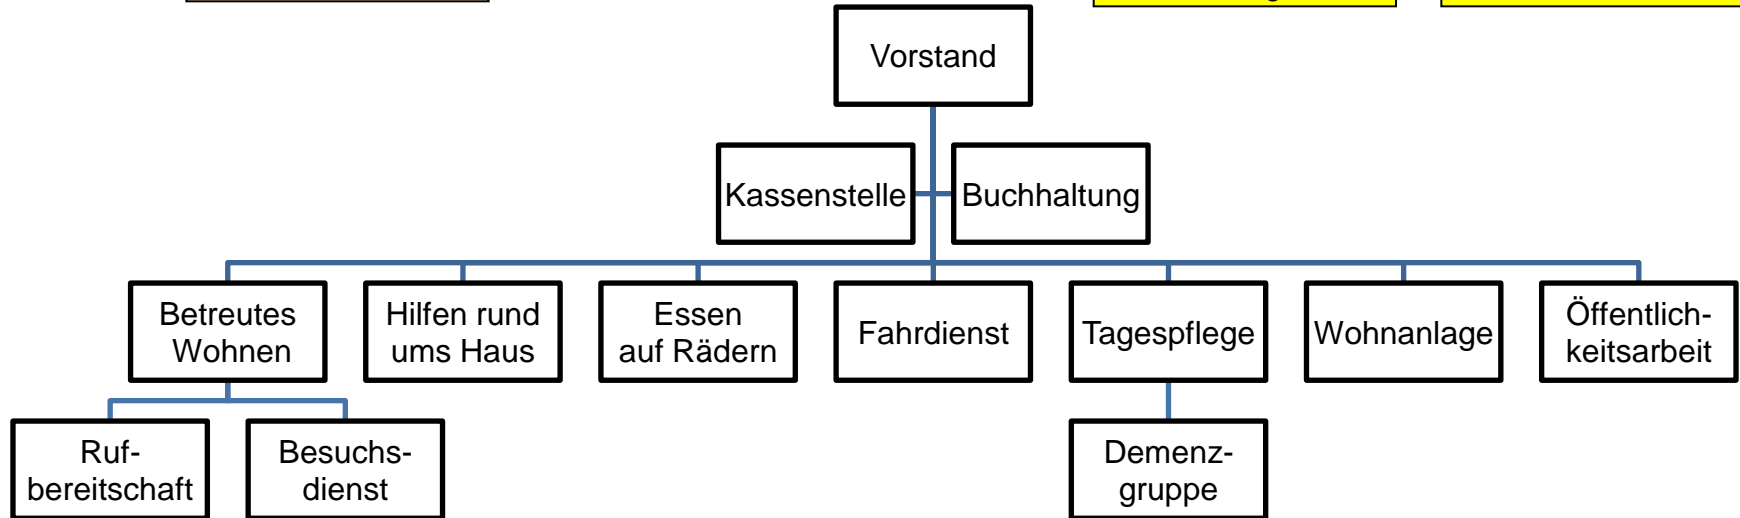 Vorstand
Kassenstelle
Buchhaltung
Betreutes
Wohnen
Hilfen rund
ums Haus
Essen
auf Rädern
Fahrdienst
Tagespflege
Wohnanlage
Öffentlich-
keitsarbeit
Ruf-
bereitschaft
Besuchs-
dienst
Demenz-
gruppe